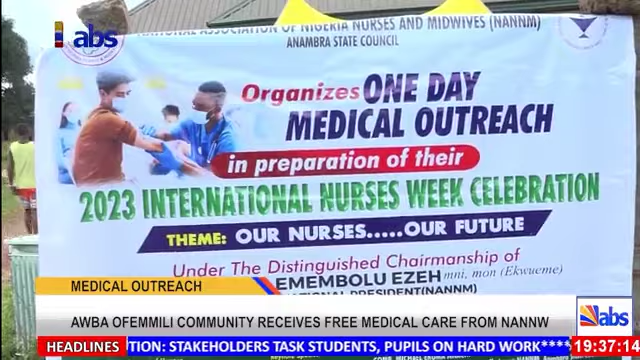 abs
NATIONAL ASSOCIATION OF NIGERIA NURSES AND MIDWIVES (NANNM)
ANAMBRA STATE COUNCIL
Organizes ONE DAY
MEDICAL OUTREACH
in preparation of their
2023 INTERNATIONAL NURSES WEEK CELEBRATION
THEME: OUR NURSES.....OUR FUTURE
Under The Distinguished Chairmanship of
EMEMBOLU EZEH mni, mon (Ekwueme)
NATIONAL PRESIDENT(NANNM)
MEDICAL OUTREACH
AWBA OFEMMILI COMMUNITY RECEIVES FREE MEDICAL CARE FROM NANNW
abs
HEADLINES TION: STAKEHOLDERS TASK STUDENTS, PUPILS ON HARD WORK**** 19:37:14